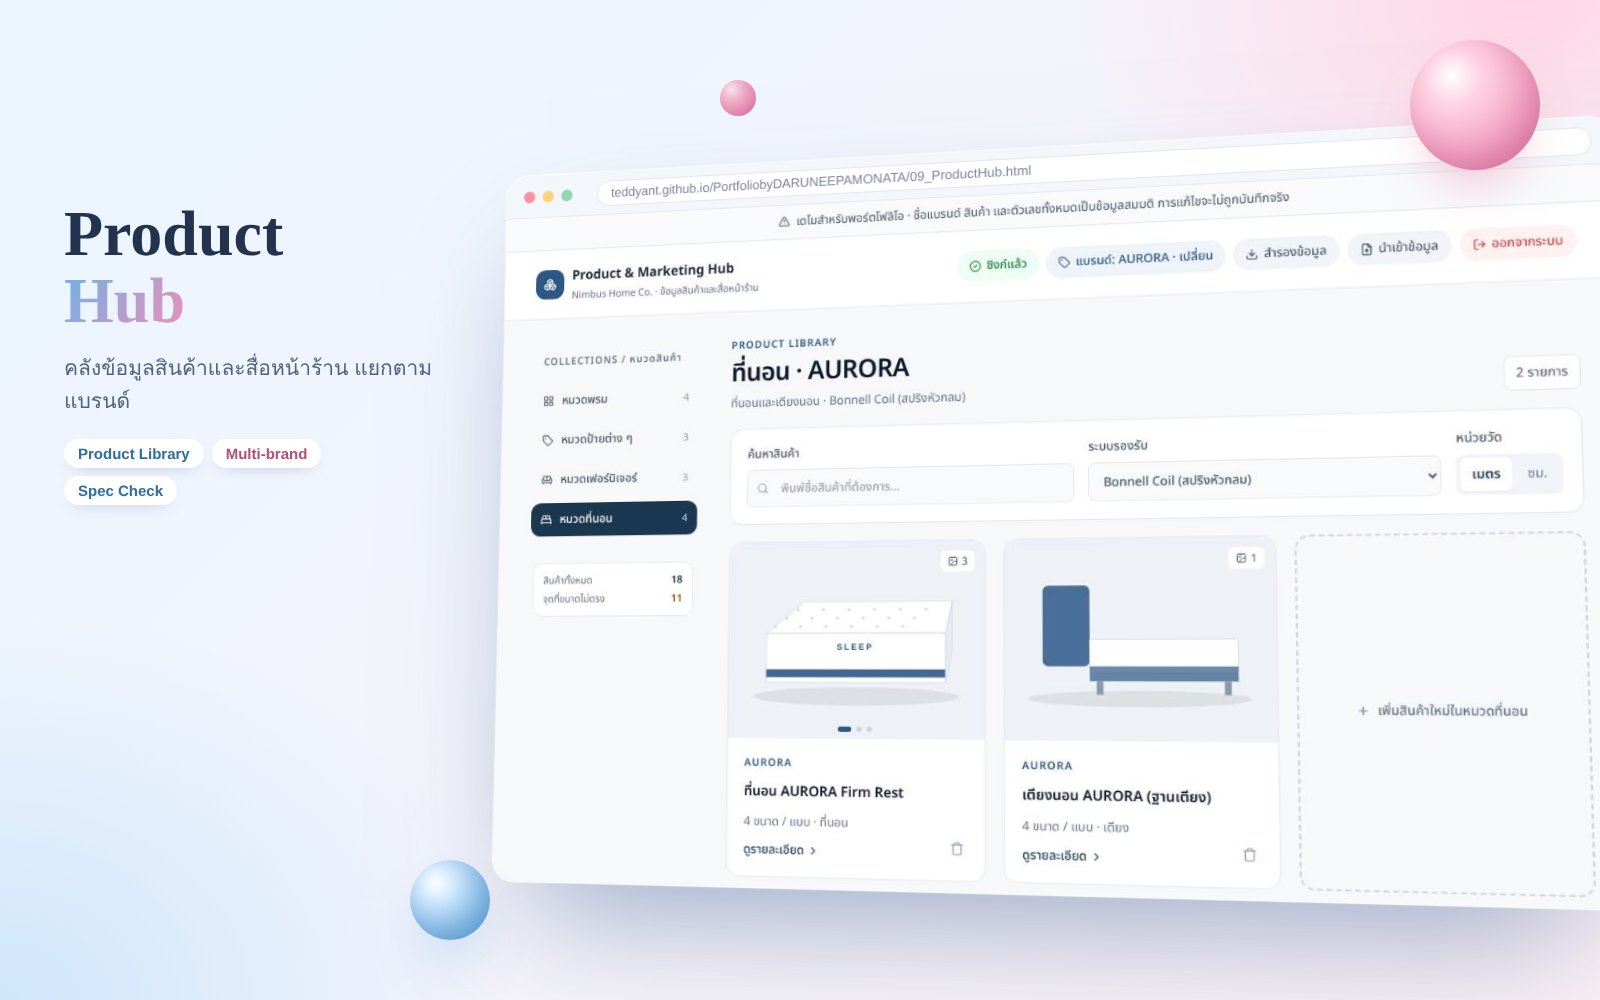 Product
Hub
คลังข้อมูลสินค้าและสื่อหน้าร้าน แยกตาม
แบรนด์
Product Library
Multi-brand
Spec Check
teddyant.github.io/PortfoliobyDARUNEEPAMONATA/09_ProductHub.html
เดโมสำหรับพอร์ตโฟลิโอ · ชื่อแบรนด์ สินค้า และตัวเลขทั้งหมดเป็นข้อมูลสมมติ การแก้ไขจะไม่ถูกบันทึกจริง
Product & Marketing Hub
Nimbus Home Co. · ข้อมูลสินค้าและสื่อหน้าร้าน
ซิงก์แล้ว
แบรนด์: AURORA · เปลี่ยน
สำรองข้อมูล
นำเข้าข้อมูล
ออกจากระบบ
COLLECTIONS / หมวดสินค้า
หมวดพรม 4
หมวดป้ายต่าง ๆ 3
หมวดเฟอร์นิเจอร์ 3
หมวดที่นอน 4
สินค้าทั้งหมด 18
จุดที่ขนาดไม่ตรง 11
PRODUCT LIBRARY
ที่นอน · AURORA
ที่นอนและเตียงนอน · Bonnell Coil (สปริงหัวกลม)
2 รายการ
ค้นหาสินค้า
พิมพ์ชื่อสินค้าที่ต้องการ...
ระบบรองรับ
Bonnell Coil (สปริงหัวกลม)
หน่วยวัด
เมตร ซม.
3
SLEEP
AURORA
ที่นอน AURORA Firm Rest
4 ขนาด / แบบ · ที่นอน
ดูรายละเอียด
1
AURORA
เตียงนอน AURORA (ฐานเตียง)
4 ขนาด / แบบ · เตียง
ดูรายละเอียด
เพิ่มสินค้าใหม่ในหมวดที่นอน